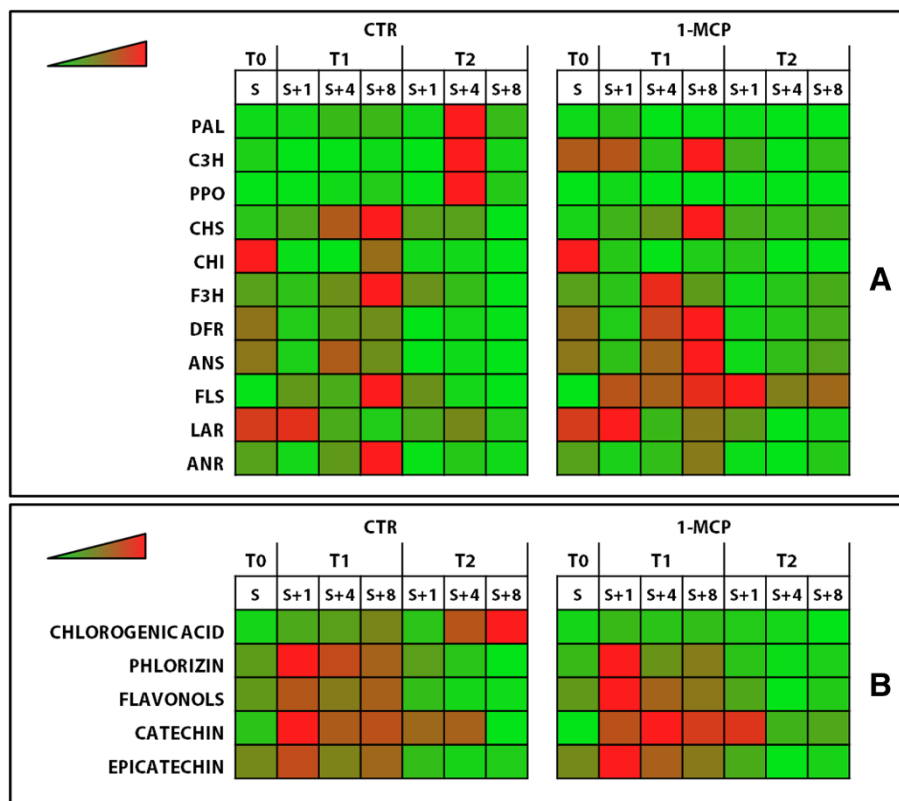 CTR 1-MCP
T0 T1 T2 T0 T1 T2
S S+1 S+4 S+8 S+1 S+4 S+8 S S+1 S+4 S+8 S+1 S+4 S+8
PAL
C3H
PPO
CHS
CHI
F3H
DFR
ANS
FLS
LAR
ANR
A
CTR 1-MCP
T0 T1 T2 T0 T1 T2
S S+1 S+4 S+8 S+1 S+4 S+8 S S+1 S+4 S+8 S+1 S+4 S+8
CHLOROGENIC ACID
PHLORIZIN
FLAVONOLS
CATECHIN
EPICATECHIN
B